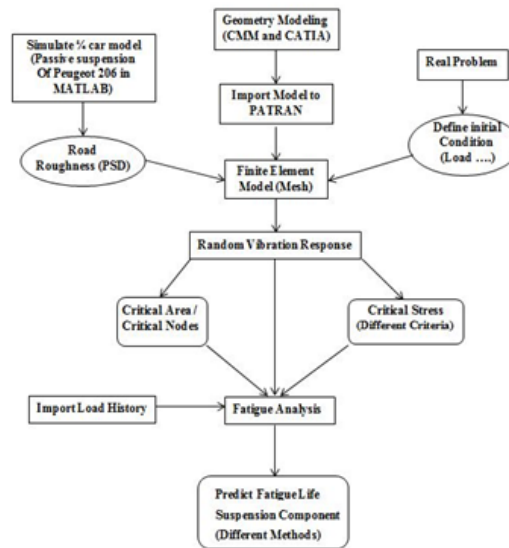 Simulate ¼ car model
(Passive suspension
Of Peugeot 206 in
MATLAB)
Geometry Modeling
(CMM and CATIA)
Real Problem
Import Model to
PATRAN
Road
Roughness (PSD)
Define initial
Condition
(Load ....)
Finite Element
Model (Mesh)
Random Vibration Response
Critical Area /
Critical Nodes
Critical Stress
(Different Criteria)
Import Load History
Fatigue Analysis
Predict Fatigue Life
Suspension Component
(Different Methods)